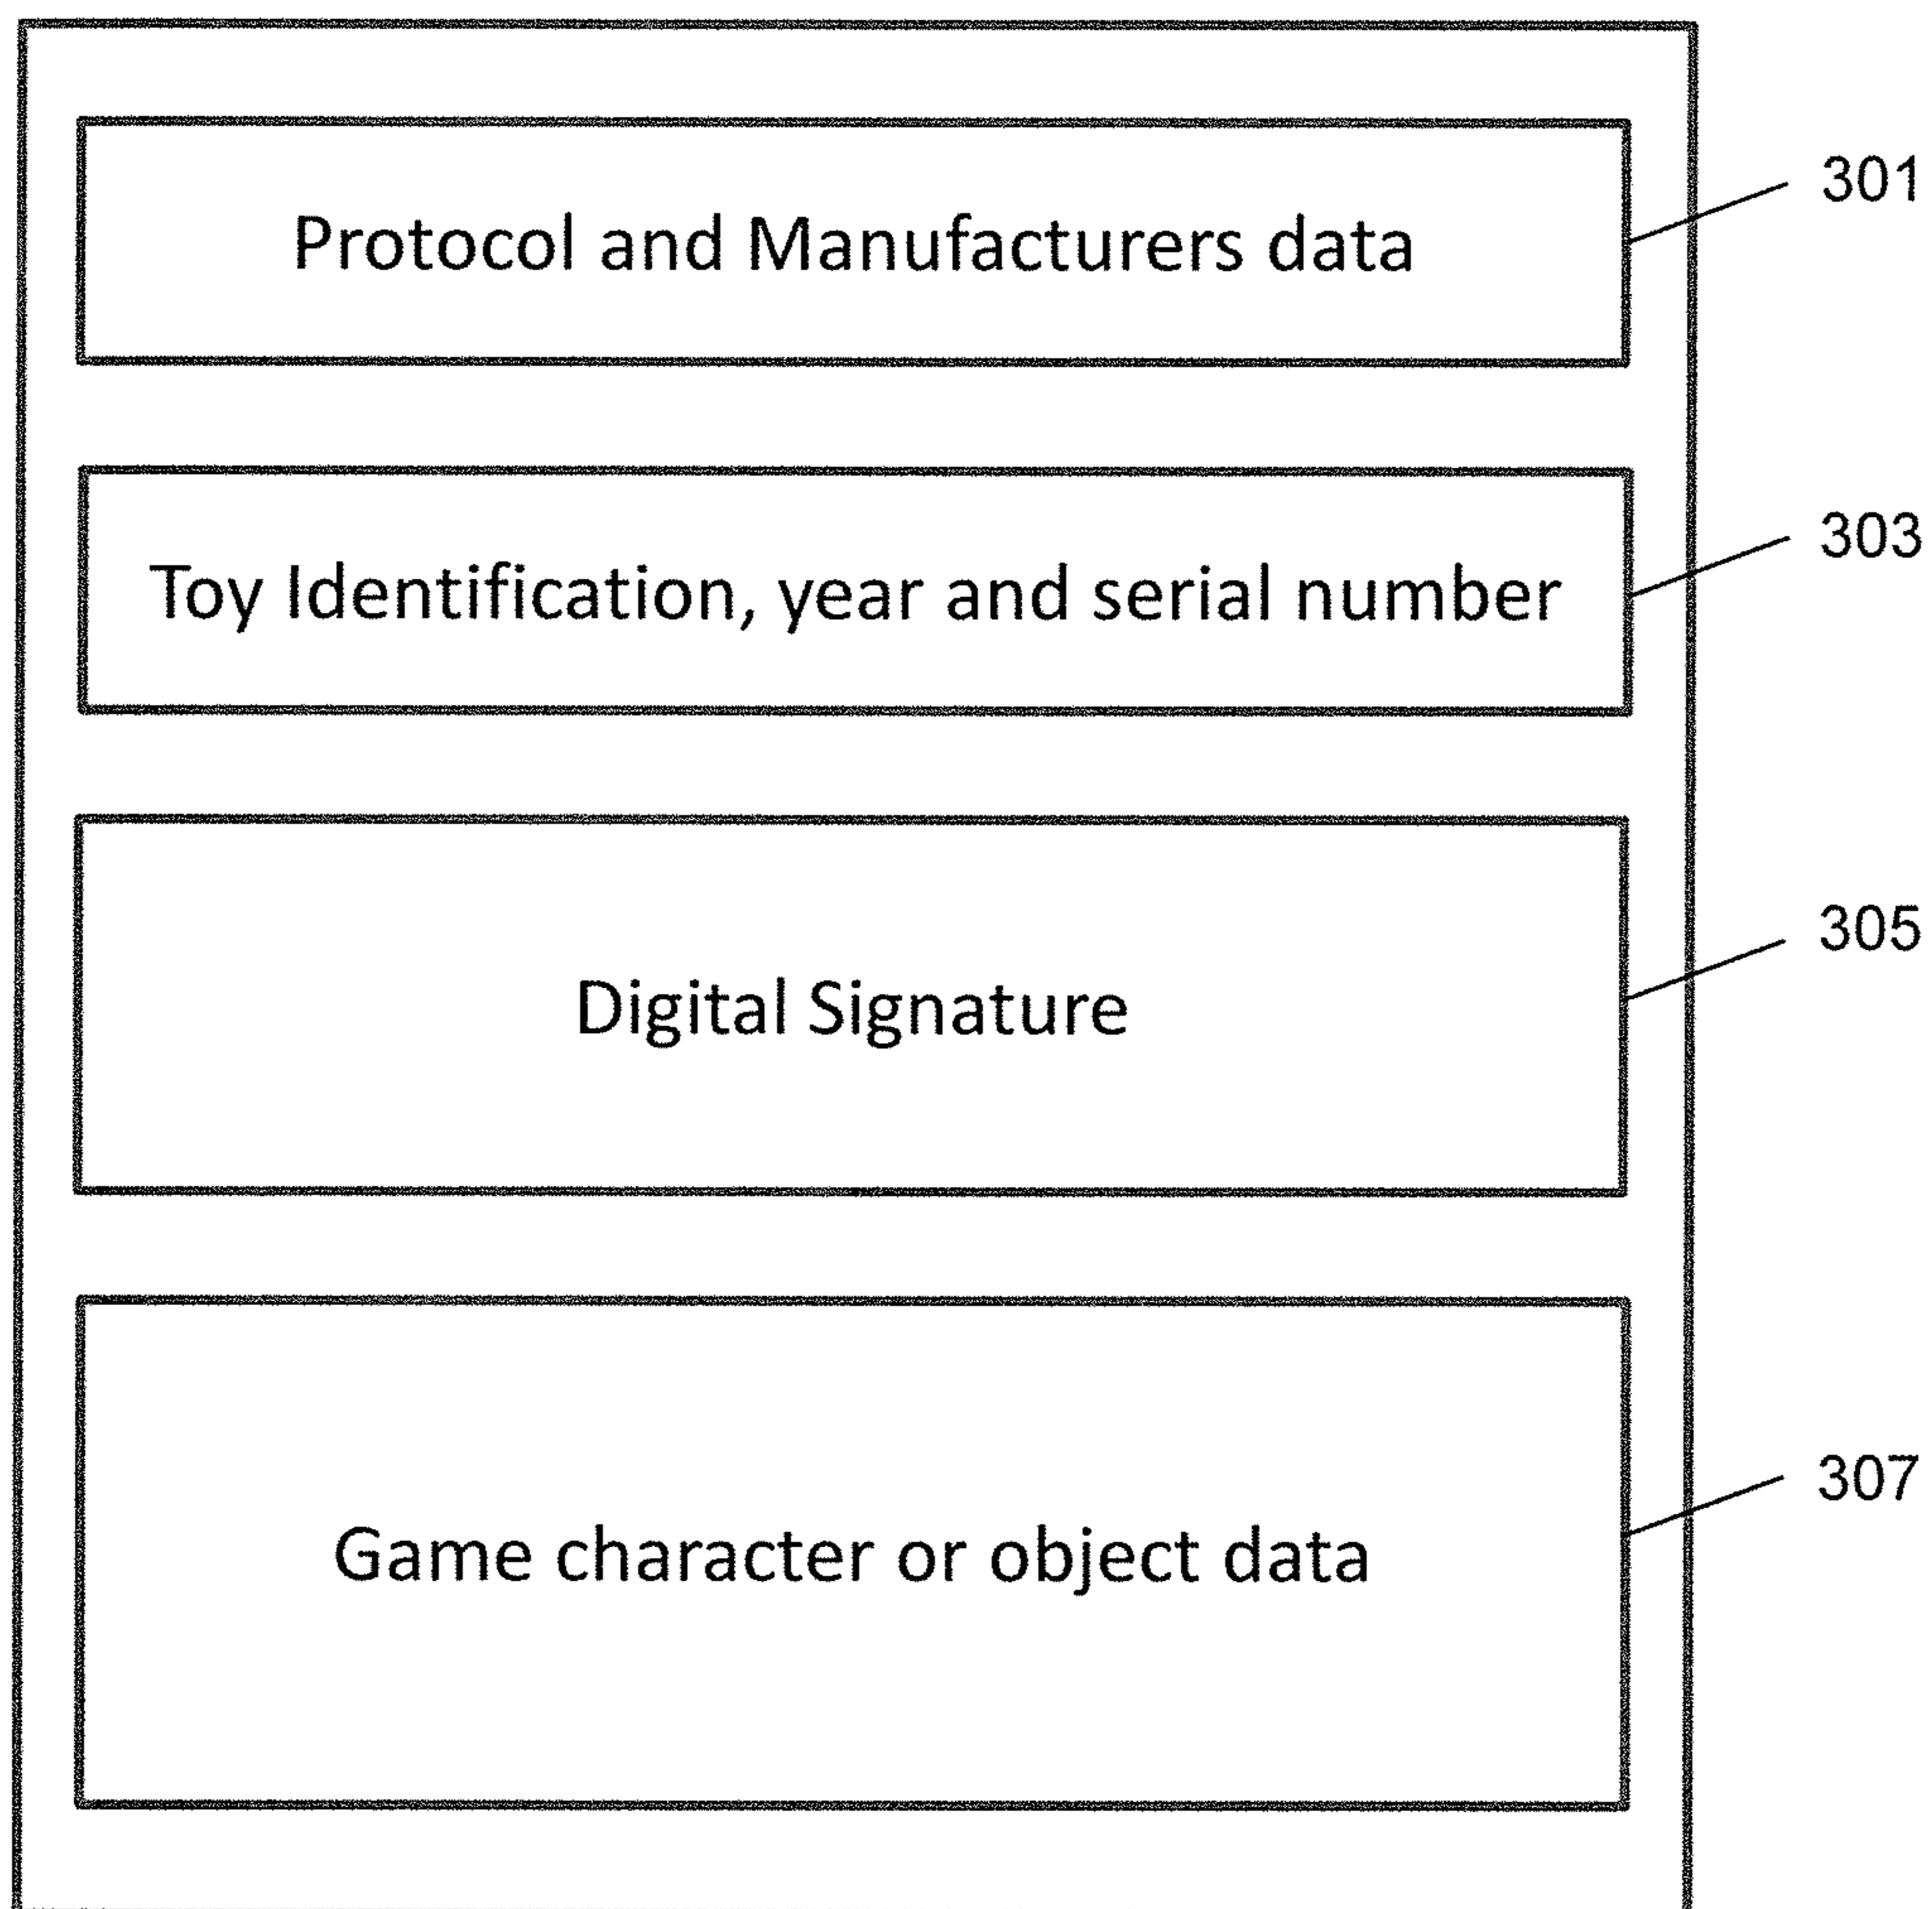 Protocol and Manufacturers data
301
Toy Identification, year and serial number
303
Digital Signature
305
Game character or object data
307